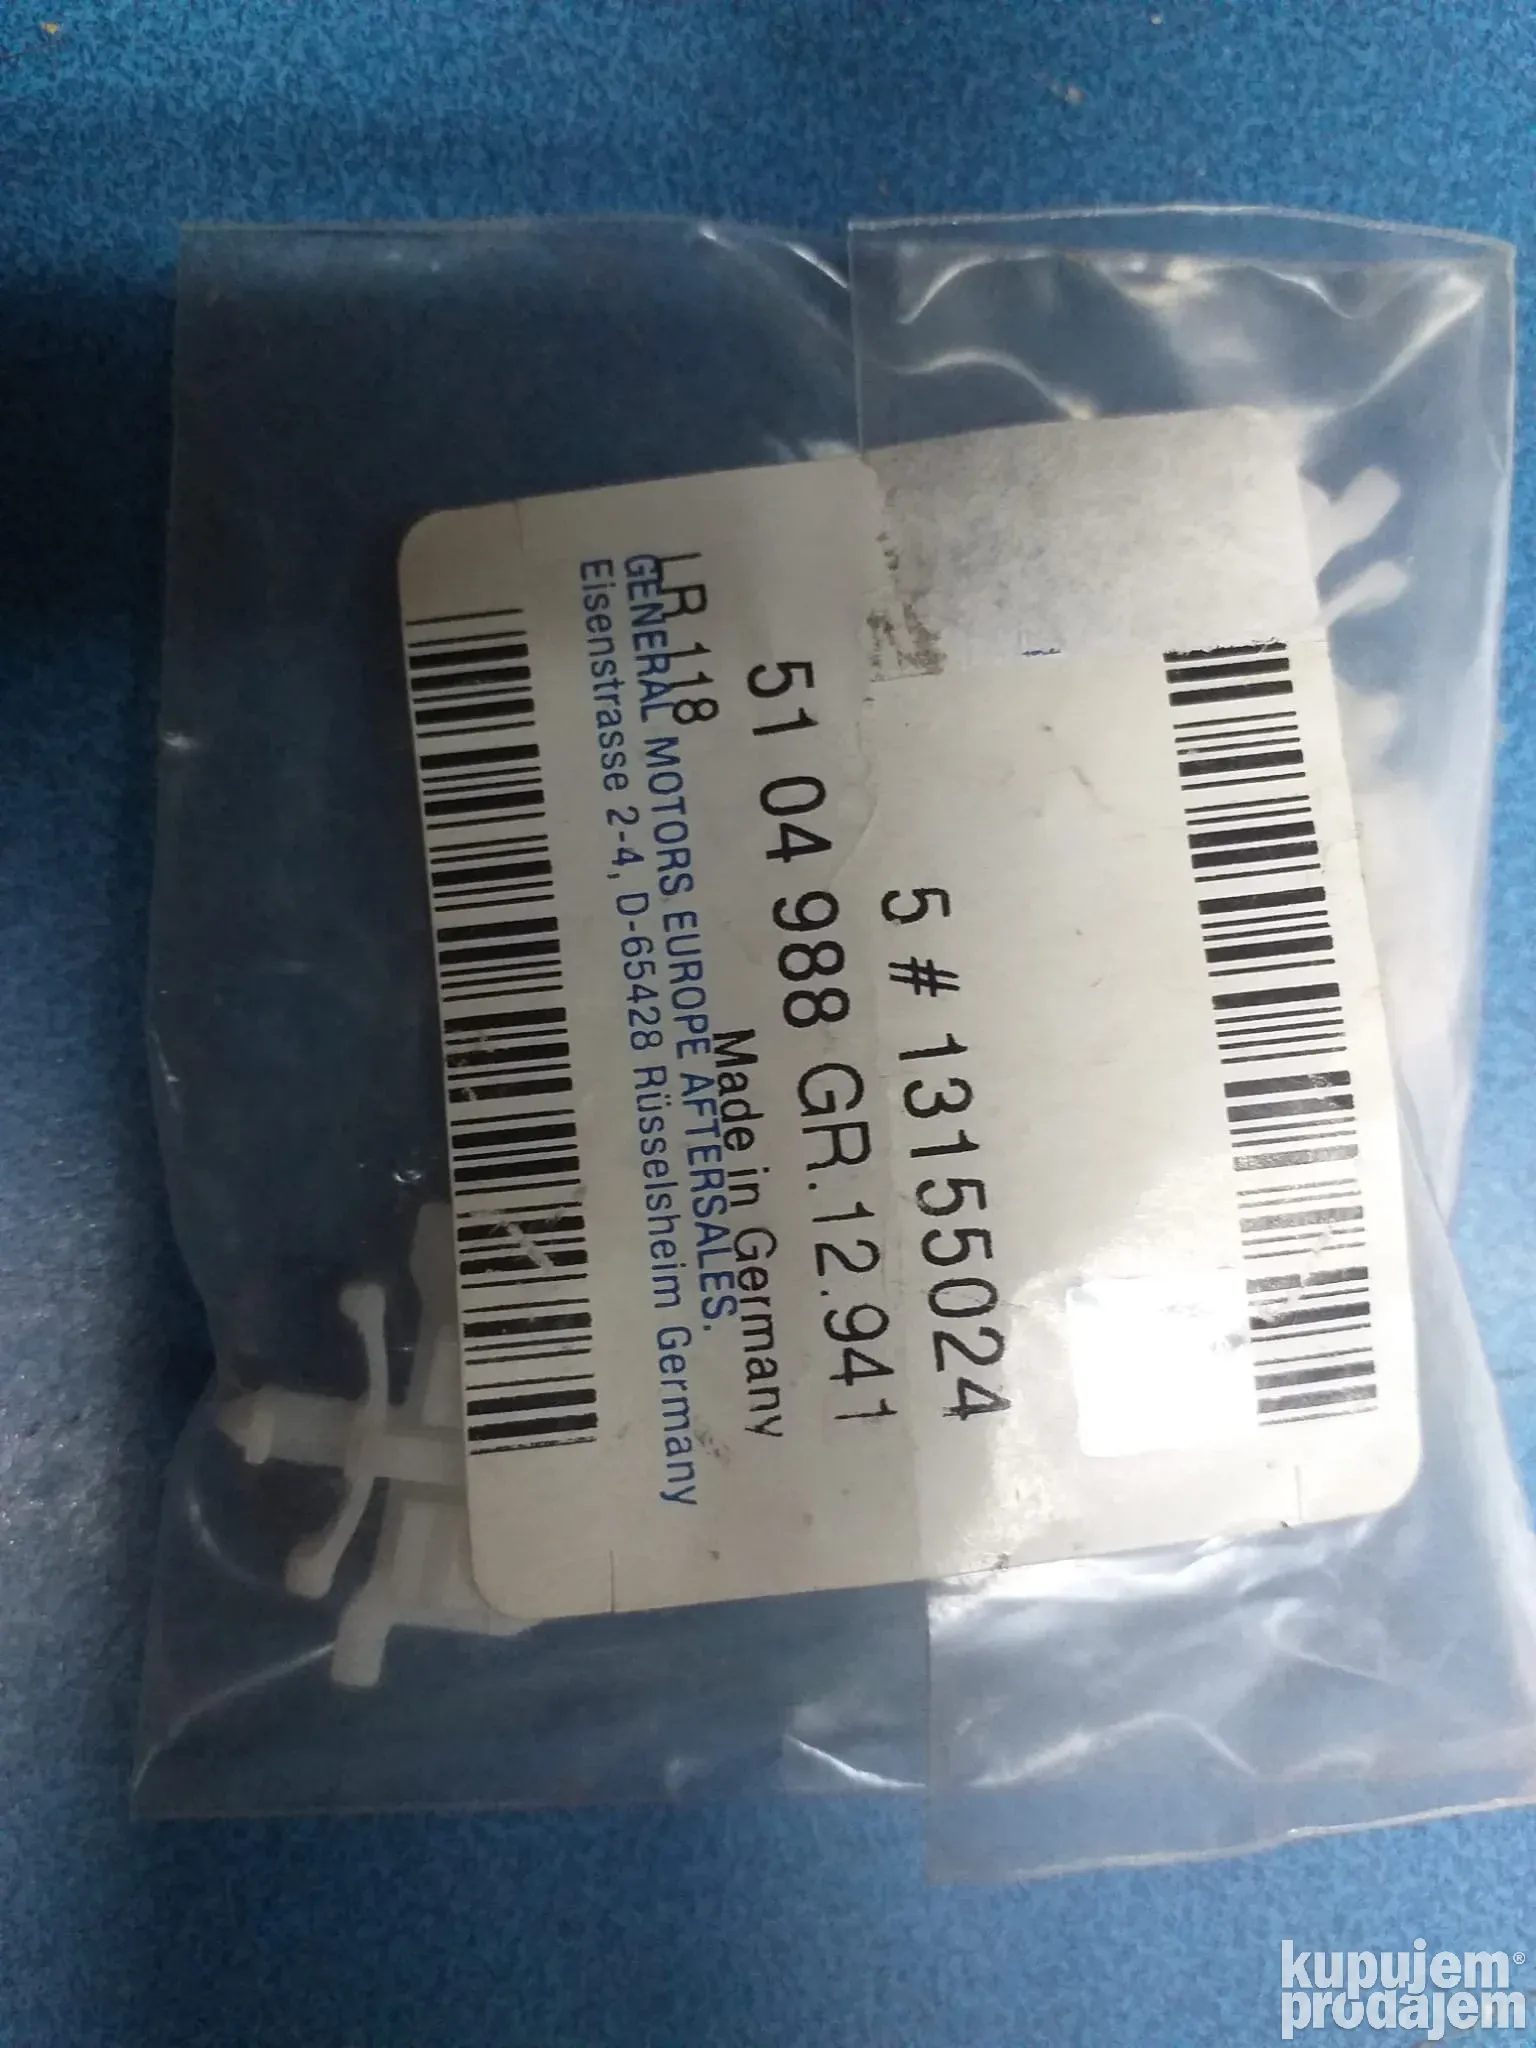 5 # 13155024
51 04 988 GR.12.941
Made in Germany
LR 118
GENERAL MOTORS EUROPE AFTERSALES.
Eisenstrasse 2-4, D-65428 Rüsselsheim Germany
kupujem®
prodajem